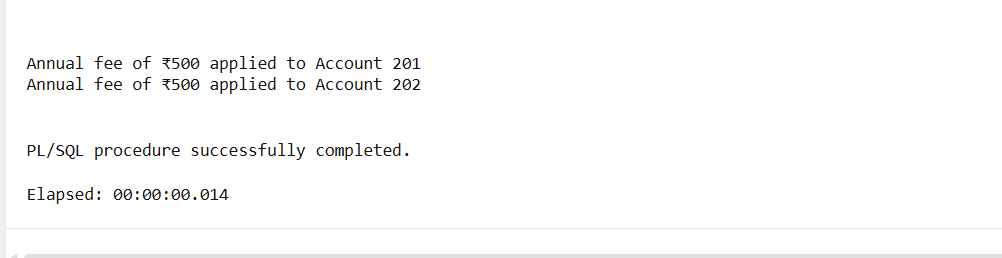 Annual fee of ₹500 applied to Account 201
Annual fee of ₹500 applied to Account 202
PL/SQL procedure successfully completed.
Elapsed: 00:00:00.014